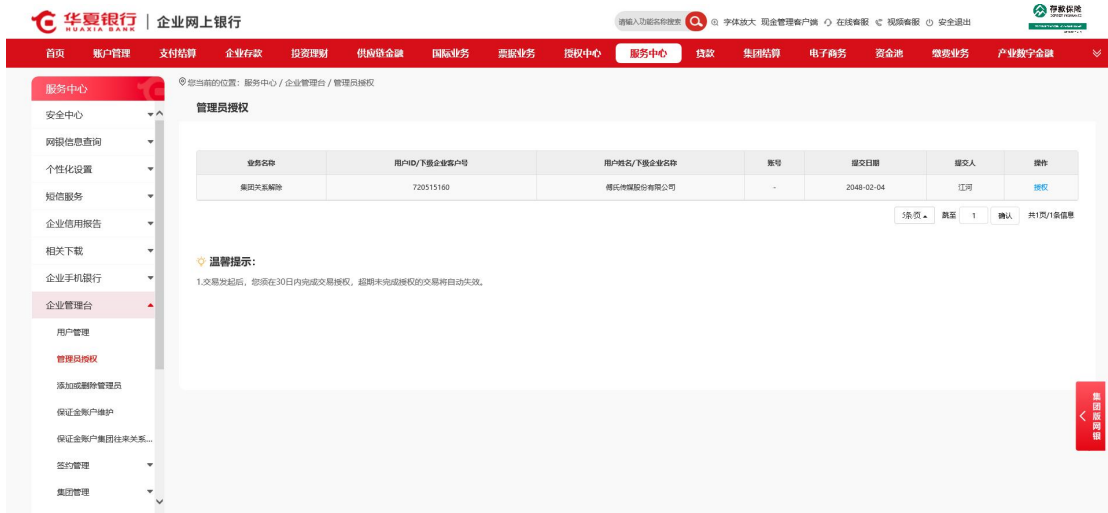 华夏银行 HUAXIA BANK 企业网上银行 请输入功能名称搜索 字体放大 现金管理客户端 在线客服 视频客服 安全退出 存款保险
首页 账户管理 支付结算 企业存款 投资理财 供应链金融 国际业务 票据业务 授权中心 服务中心 贷款 集团结算 电子商务 资金池 缴费业务 产业数字金融
服务中心
安全中心
网银信息查询
个性化设置
短信服务
企业信用报告
相关下载
企业手机银行
企业管理台
用户管理
管理员授权
添加或删除管理员
保证金账户维护
保证金账户集团往来关系...
签约管理
集团管理
您当前的位置：服务中心 / 企业管理台 / 管理员授权
管理员授权
业务名称 用户ID/下级企业客户号 用户姓名/下级企业名称 账号 提交日期 提交人 操作
集团关系解除 720515160 傅氏传媒股份有限公司 - 2048-02-04 江河 授权
5条/页 跳至 1 确认 共1页/1条信息
温馨提示：
1.交易发起后，您须在30日内完成交易授权，超期未完成授权的交易将自动失效。
集团版网银